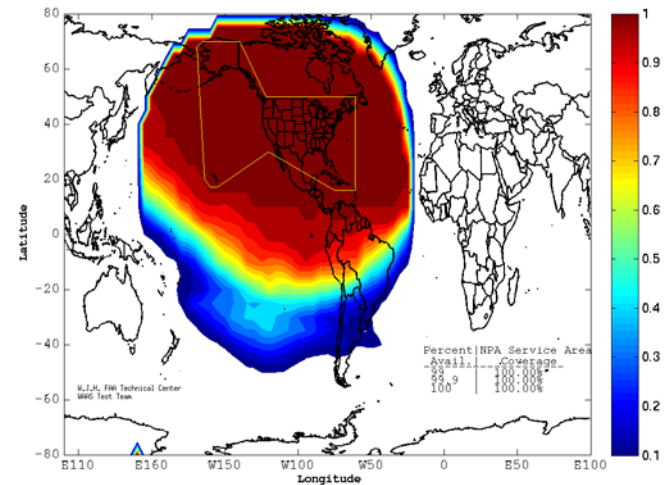 80
60
40
20
0
-20
-40
-60
-80
Latitude
E110
E160
W150
W100
W50
0
E50
E100
Longitude
1
0.9
0.8
0.7
0.6
0.5
0.4
0.3
0.2
0.1
Percent|NPA Service Area
Avail.| Coverage
99 | 100.00%
99.9 | 100.00%
100 | 100.00%
W.J.H. FAA Technical Center
WAAS Test Team